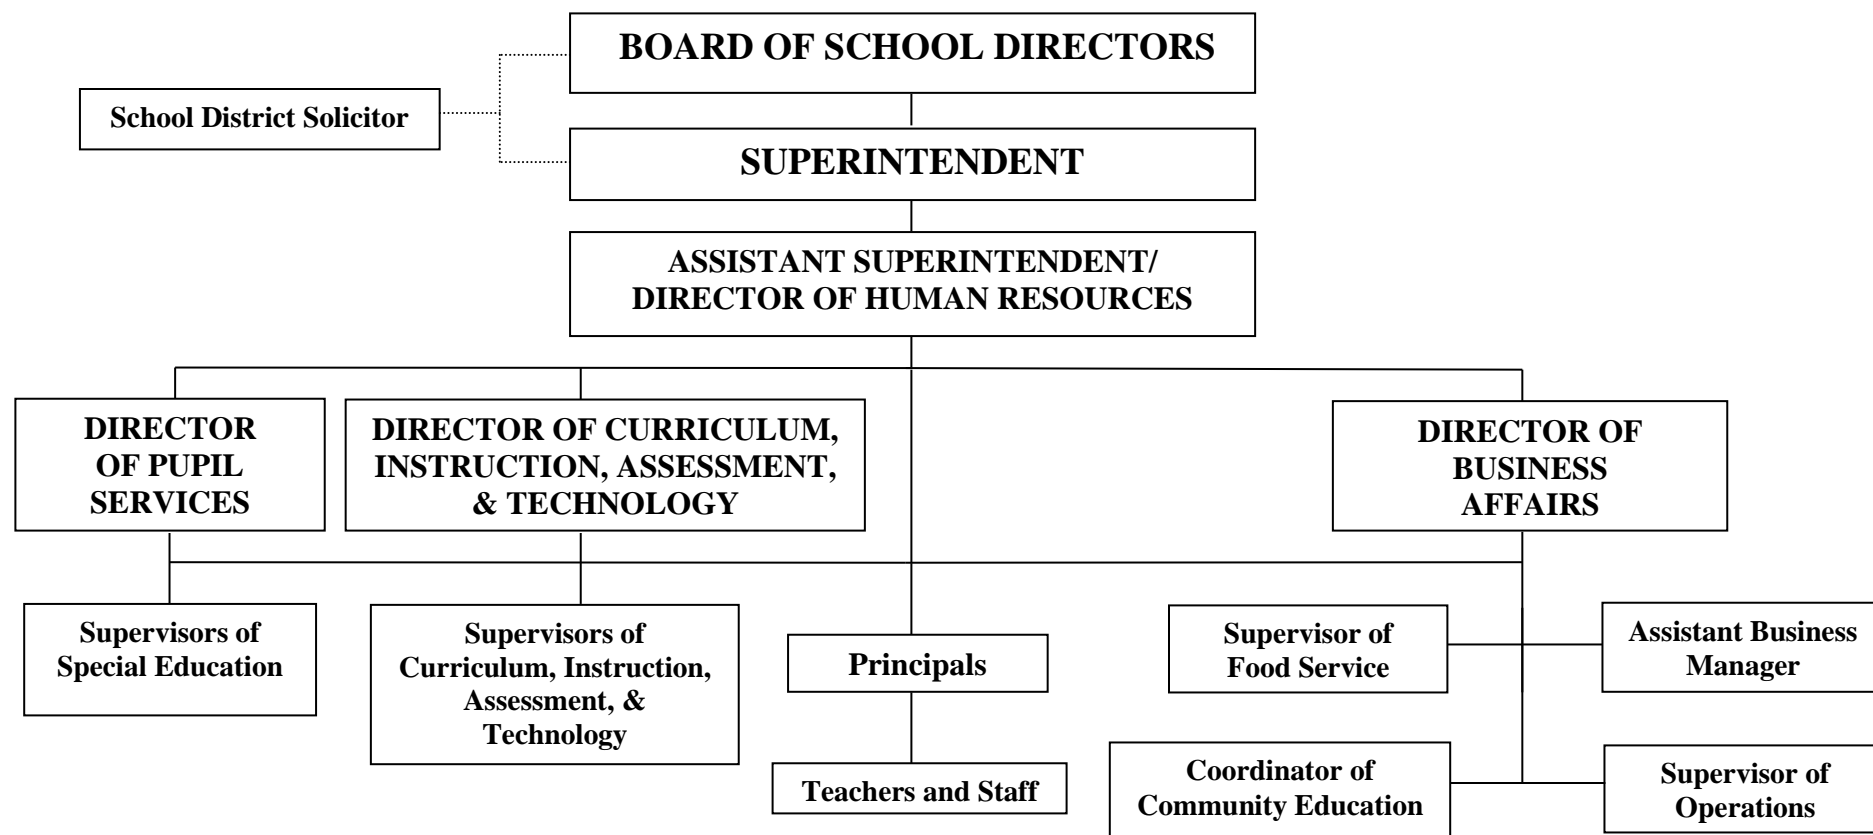 BOARD OF SCHOOL DIRECTORS
School District Solicitor
SUPERINTENDENT
ASSISTANT SUPERINTENDENT/
DIRECTOR OF HUMAN RESOURCES
DIRECTOR
OF PUPIL
SERVICES
DIRECTOR OF CURRICULUM,
INSTRUCTION, ASSESSMENT,
& TECHNOLOGY
DIRECTOR OF
BUSINESS
AFFAIRS
Supervisors of
Special Education
Supervisors of
Curriculum, Instruction,
Assessment, &
Technology
Principals
Supervisor of
Food Service
Assistant Business
Manager
Teachers and Staff
Coordinator of
Community Education
Supervisor of
Operations